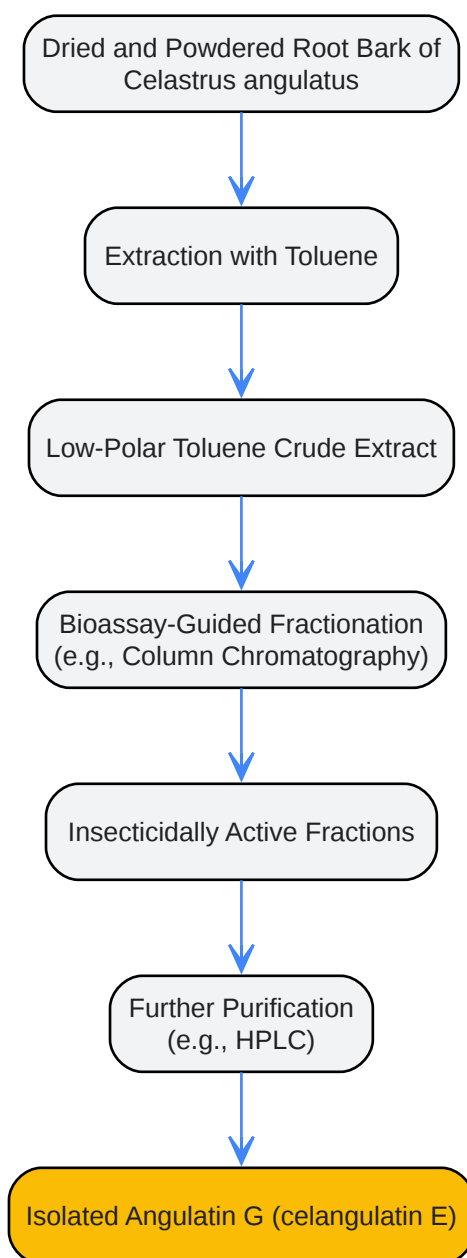 Dried and Powdered Root Bark of
Celastrus angulatus
Extraction with Toluene
Low-Polar Toluene Crude Extract
Bioassay-Guided Fractionation
(e.g., Column Chromatography)
Insecticidally Active Fractions
Further Purification
(e.g., HPLC)
Isolated Angulatin G (celangulatin E)